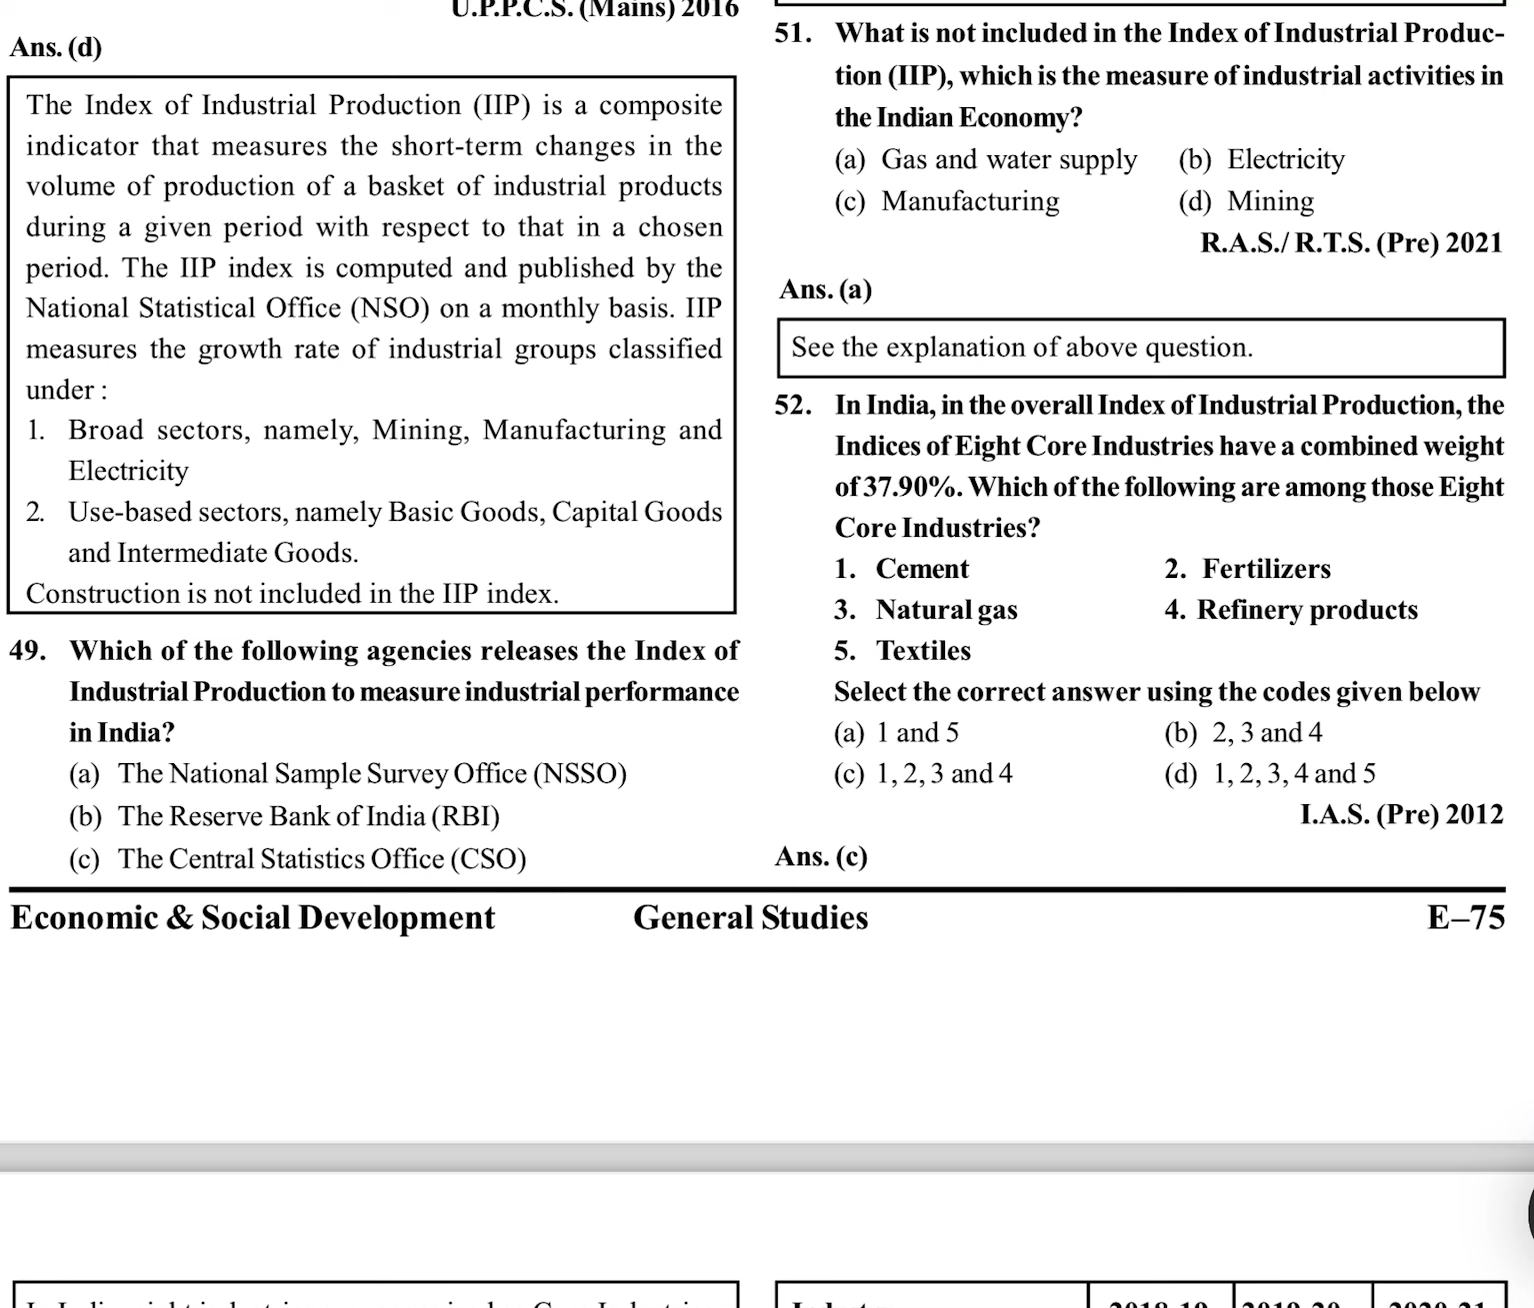 U.P.P.C.S. (Mains) 2016
Ans. (d)
The Index of Industrial Production (IIP) is a composite
indicator that measures the short-term changes in the
volume of production of a basket of industrial products
during a given period with respect to that in a chosen
period. The IIP index is computed and published by the
National Statistical Office (NSO) on a monthly basis. IIP
measures the growth rate of industrial groups classified
under :
1. Broad sectors, namely, Mining, Manufacturing and
Electricity
2. Use-based sectors, namely Basic Goods, Capital Goods
and Intermediate Goods.
Construction is not included in the IIP index.
49. Which of the following agencies releases the Index of
Industrial Production to measure industrial performance
in India?
(a) The National Sample Survey Office (NSSO)
(b) The Reserve Bank of India (RBI)
(c) The Central Statistics Office (CSO)
51. What is not included in the Index of Industrial Produc-
tion (IIP), which is the measure of industrial activities in
the Indian Economy?
(a) Gas and water supply (b) Electricity
(c) Manufacturing (d) Mining
R.A.S./ R.T.S. (Pre) 2021
Ans. (a)
See the explanation of above question.
52. In India, in the overall Index of Industrial Production, the
Indices of Eight Core Industries have a combined weight
of 37.90%. Which of the following are among those Eight
Core Industries?
1. Cement 2. Fertilizers
3. Natural gas 4. Refinery products
5. Textiles
Select the correct answer using the codes given below
(a) 1 and 5 (b) 2, 3 and 4
(c) 1, 2, 3 and 4 (d) 1, 2, 3, 4 and 5
I.A.S. (Pre) 2012
Ans. (c)
Economic & Social Development General Studies E–75
2018-19 2019-20 2020-21